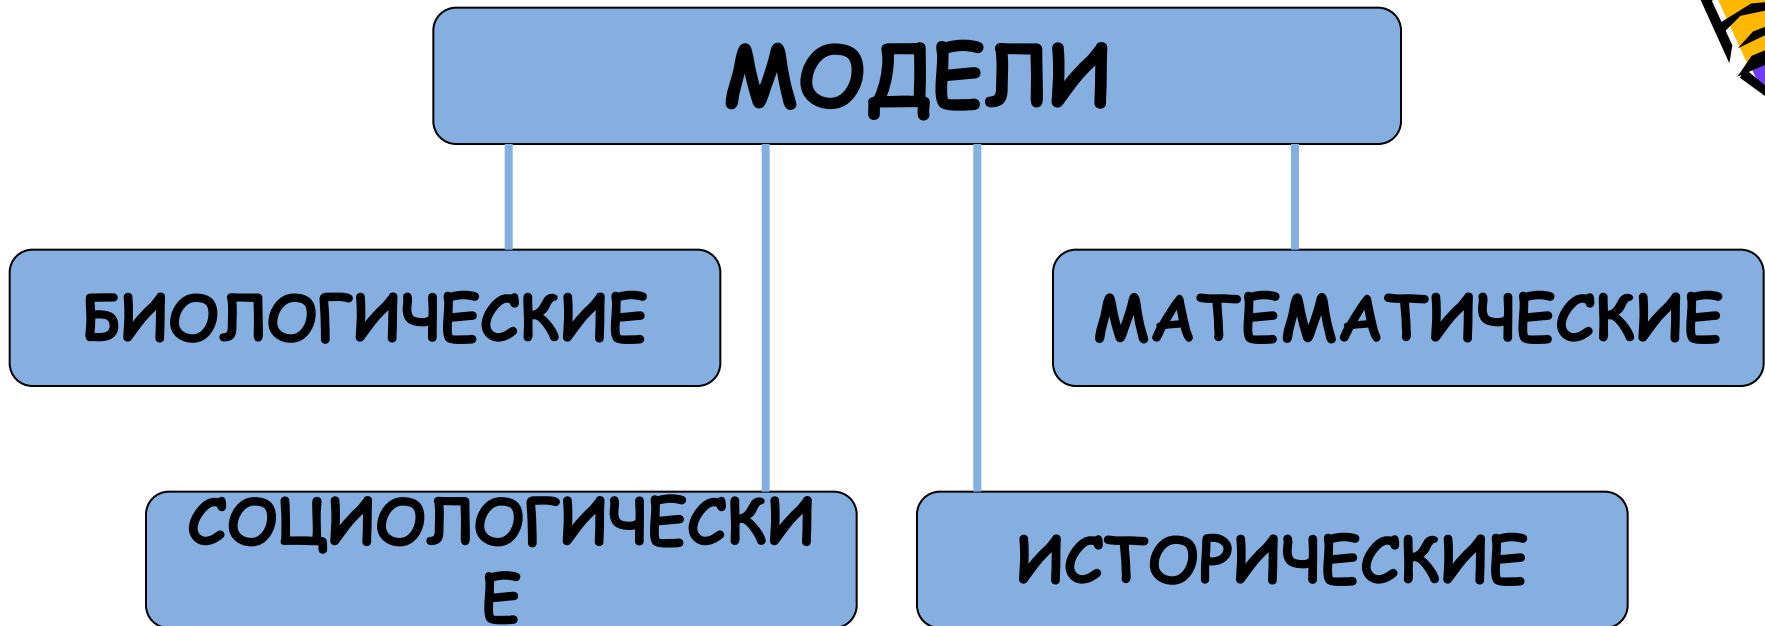 МОДЕЛИ
БИОЛОГИЧЕСКИЕ
МАТЕМАТИЧЕСКИЕ
СОЦИОЛОГИЧЕСКИ
Е
ИСТОРИЧЕСКИЕ